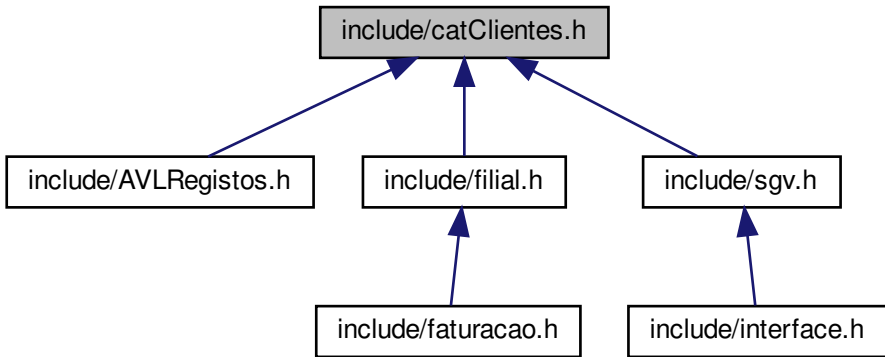 include/catClientes.h
include/AVLRegistos.h
include/filial.h
include/sgv.h
include/faturacao.h
include/interface.h